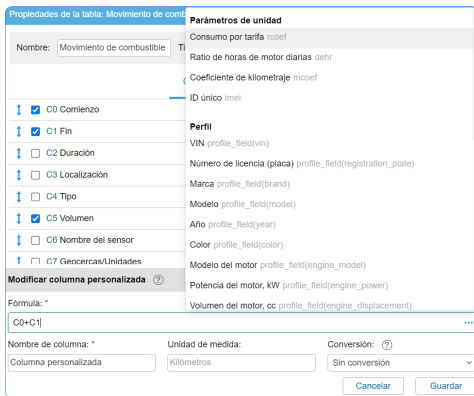 Propiedades de la tabla: Movimiento de com
Nombre: Movimiento de combustible
C0 Comienzo
C1 Fin
C2 Duración
C3 Localización
C4 Tipo
C5 Volumen
C6 Nombre del sensor
C7 Geocercas/Unidades
Parámetros de unidad
Consumo por tarifa rcoef
Ratio de horas de motor diarias dehr
Coeficiente de kilometraje mcoef
ID único imei
Perfil
VIN profile_field(vin)
Número de licencia (placa) profile_field(registration_plate)
Marca profile_field(brand)
Modelo profile_field(model)
Año profile_field(year)
Color profile_field(color)
Modelo del motor profile_field(engine_model)
Potencia del motor, kW profile_field(engine_power)
Volumen del motor, cc profile_field(engine_displacement)
Modificar columna personalizada ?
Fórmula: *
C0+C1 ...
Nombre de columna: * Unidad de medida: Conversión: ?
Columna personalizada Kilómetros Sin conversión
Cancelar Guardar